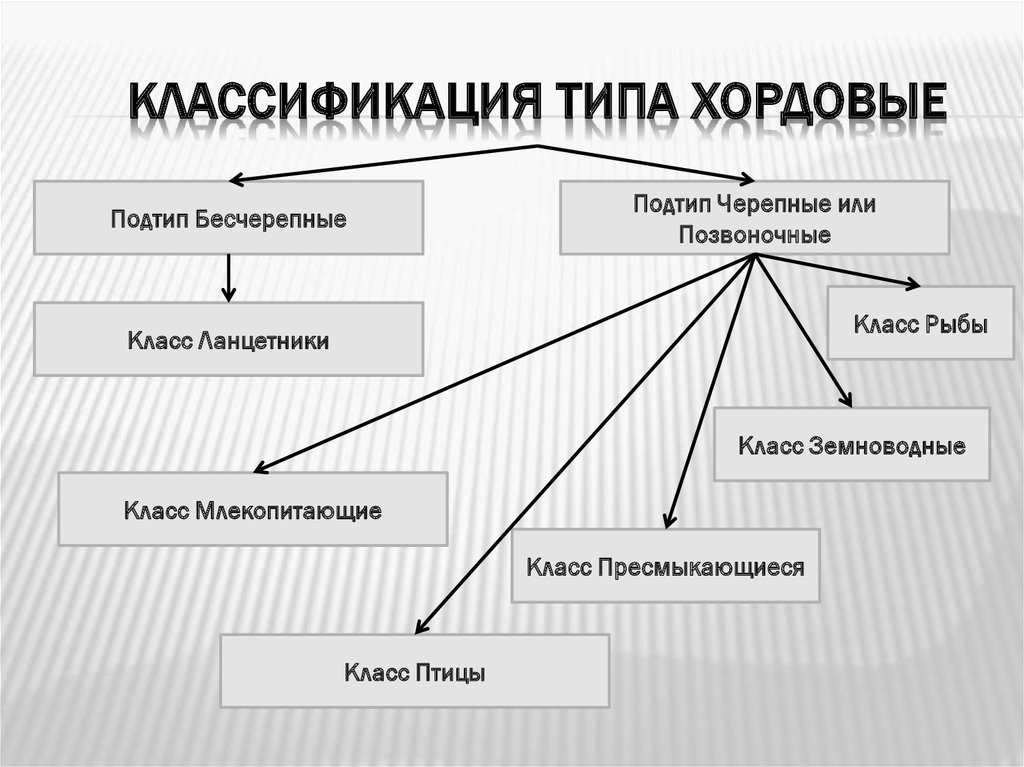 КЛАССИФИКАЦИЯ ТИПА ХОРДОВЫЕ
Подтип Бесчерепные
Подтип Черепные или
Позвоночные
Класс Рыбы
Класс Ланцетники
Класс Земноводные
Класс Млекопитающие
Класс Пресмыкающиеся
Класс Птицы